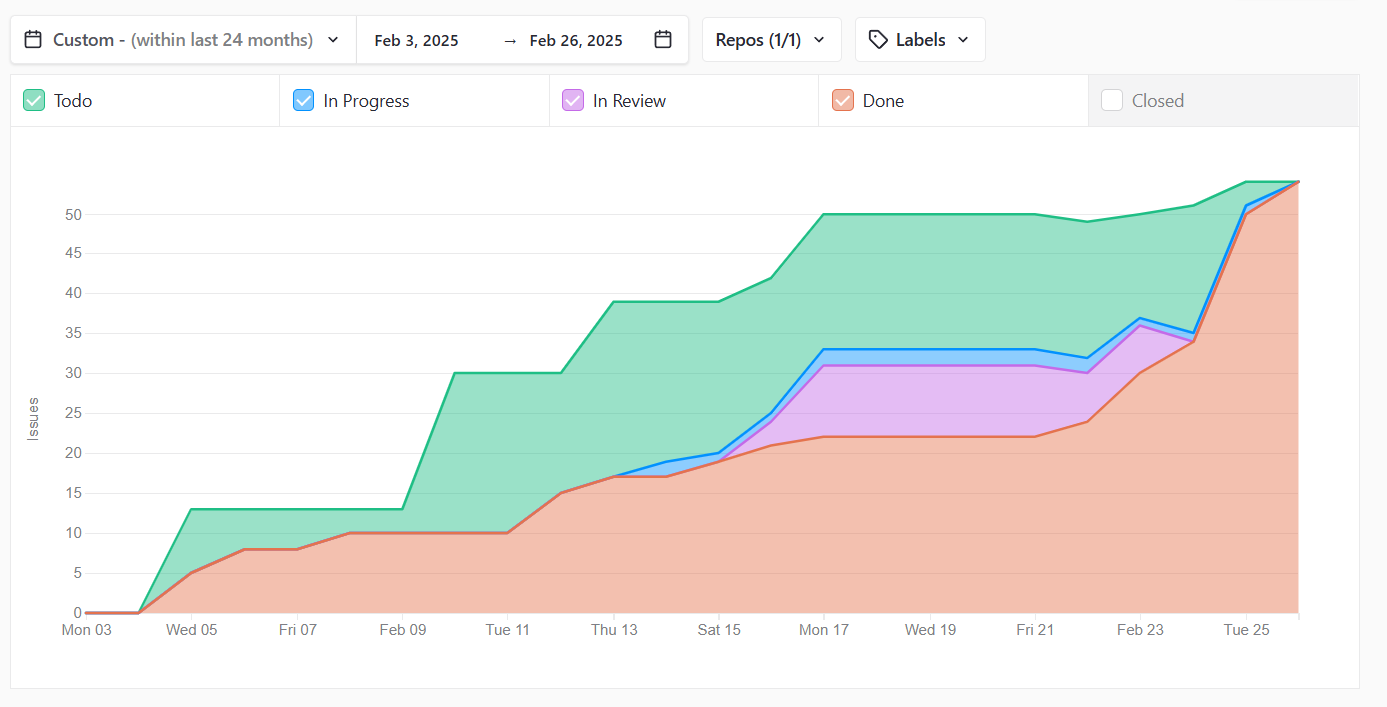 Custom - (within last 24 months) Feb 3, 2025 → Feb 26, 2025 Repos (1/1) Labels
Todo In Progress In Review Done Closed
50
45
40
35
30
25
20
15
10
5
0
Issues
Mon 03 Wed 05 Fri 07 Feb 09 Tue 11 Thu 13 Sat 15 Mon 17 Wed 19 Fri 21 Feb 23 Tue 25